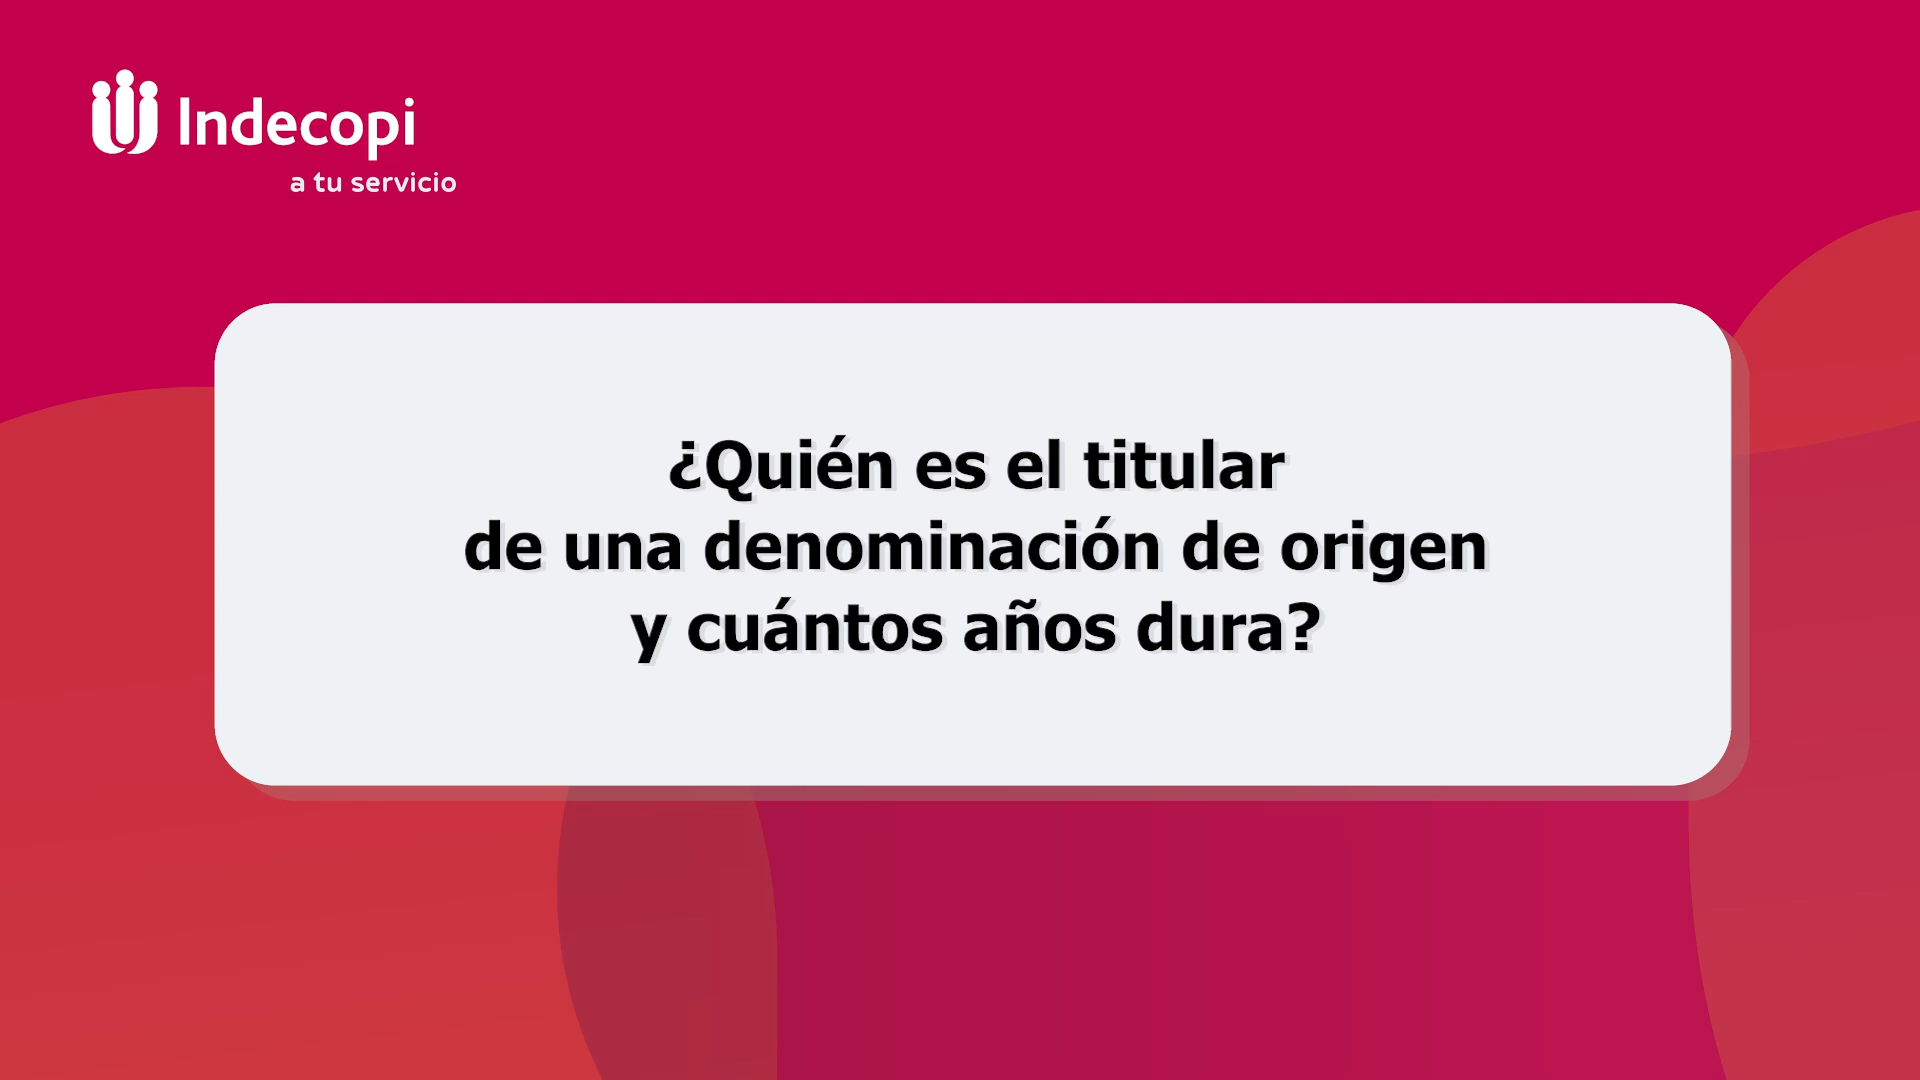 Indecopi
a tu servicio
¿Quién es el titular
de una denominación de origen
y cuántos años dura?